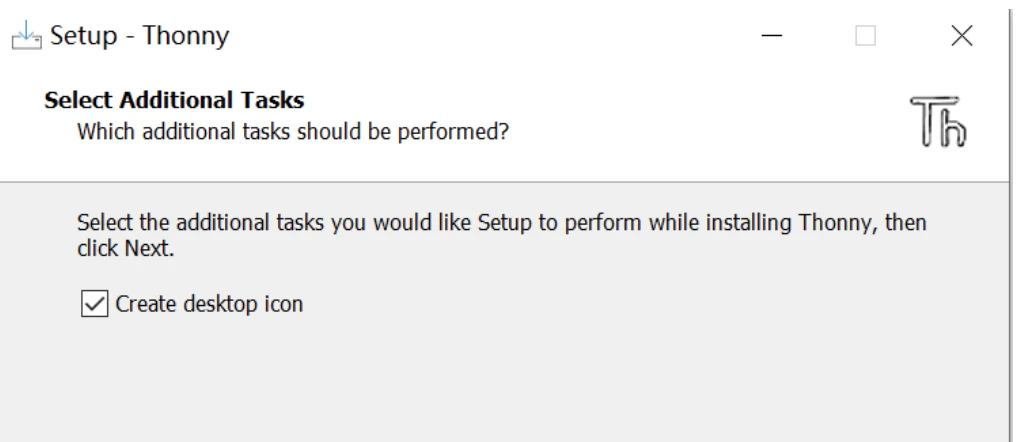 Setup - Thonny
Select Additional Tasks
Which additional tasks should be performed?
Th
Select the additional tasks you would like Setup to perform while installing Thonny, then
click Next.
Create desktop icon